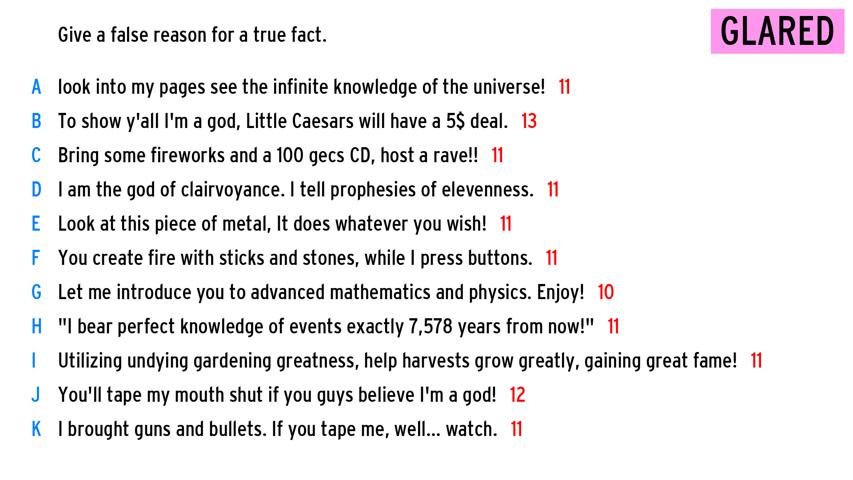 Give a false reason for a true fact.
GLARED
A look into my pages see the infinite knowledge of the universe! 11
B To show y'all I'm a god, Little Caesars will have a 5$ deal. 13
C Bring some fireworks and a 100 gecs CD, host a rave!! 11
D I am the god of clairvoyance. I tell prophesies of elevenness. 11
E Look at this piece of metal, It does whatever you wish! 11
F You create fire with sticks and stones, while I press buttons. 11
G Let me introduce you to advanced mathematics and physics. Enjoy! 10
H "I bear perfect knowledge of events exactly 7,578 years from now!" 11
I Utilizing undying gardening greatness, help harvests grow greatly, gaining great fame! 11
J You'll tape my mouth shut if you guys believe I'm a god! 12
K I brought guns and bullets. If you tape me, well... watch. 11